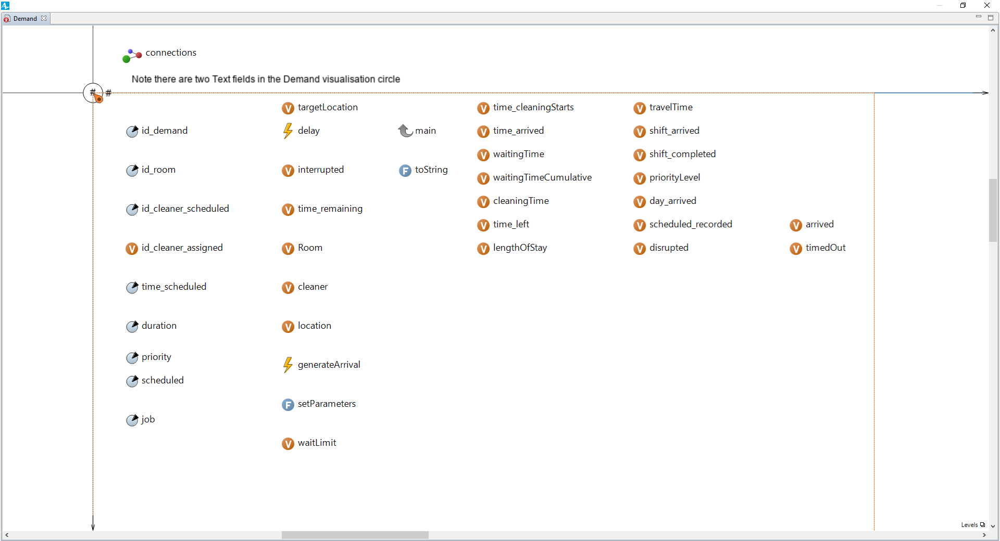 Demand
connections
Note there are two Text fields in the Demand visualisation circle
# #
targetLocation
time_cleaningStarts
travelTime
id_demand
delay
main
time_arrived
shift_arrived
waitingTime
shift_completed
id_room
interrupted
toString
waitingTimeCumulative
priorityLevel
cleaningTime
day_arrived
id_cleaner_scheduled
time_remaining
time_left
scheduled_recorded
arrived
id_cleaner_assigned
Room
lengthOfStay
disrupted
timedOut
time_scheduled
cleaner
duration
location
priority
generateArrival
scheduled
setParameters
job
waitLimit
Levels